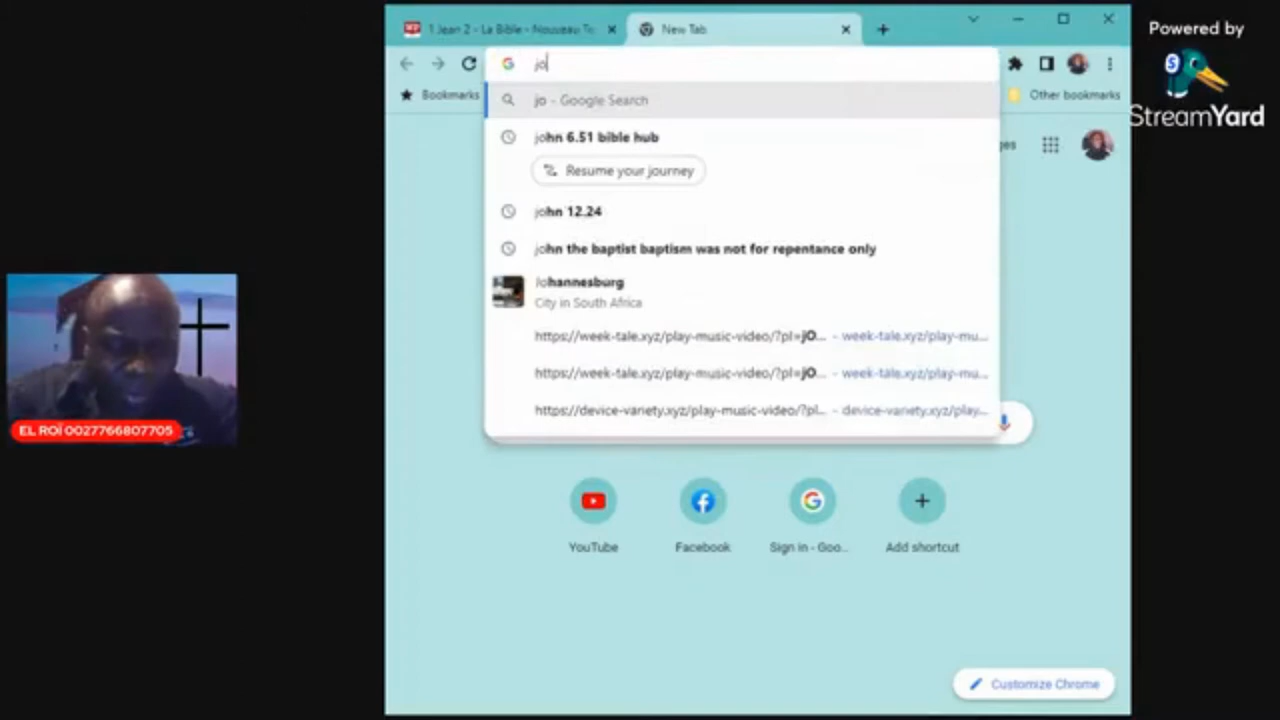 1 Jean 2 - La Bible - Nouveau Te
New Tab
Powered by
StreamYard
jo
Bookmarks
Other bookmarks
jo - Google Search
john 6.51 bible hub
Resume your journey
john 12.24
john the baptist baptism was not for repentance only
Johannesburg
City in South Africa
https://week-tale.xyz/play-music-video/?pl=jO... - week-tale.xyz/play-mu...
https://week-tale.xyz/play-music-video/?pl=jO... - week-tale.xyz/play-mu...
https://device-variety.xyz/play-music-video/?pl... - device-variety.xyz/play...
EL ROÏ 0027766807705
YouTube
Facebook
Sign in - Goo...
Add shortcut
Customize Chrome